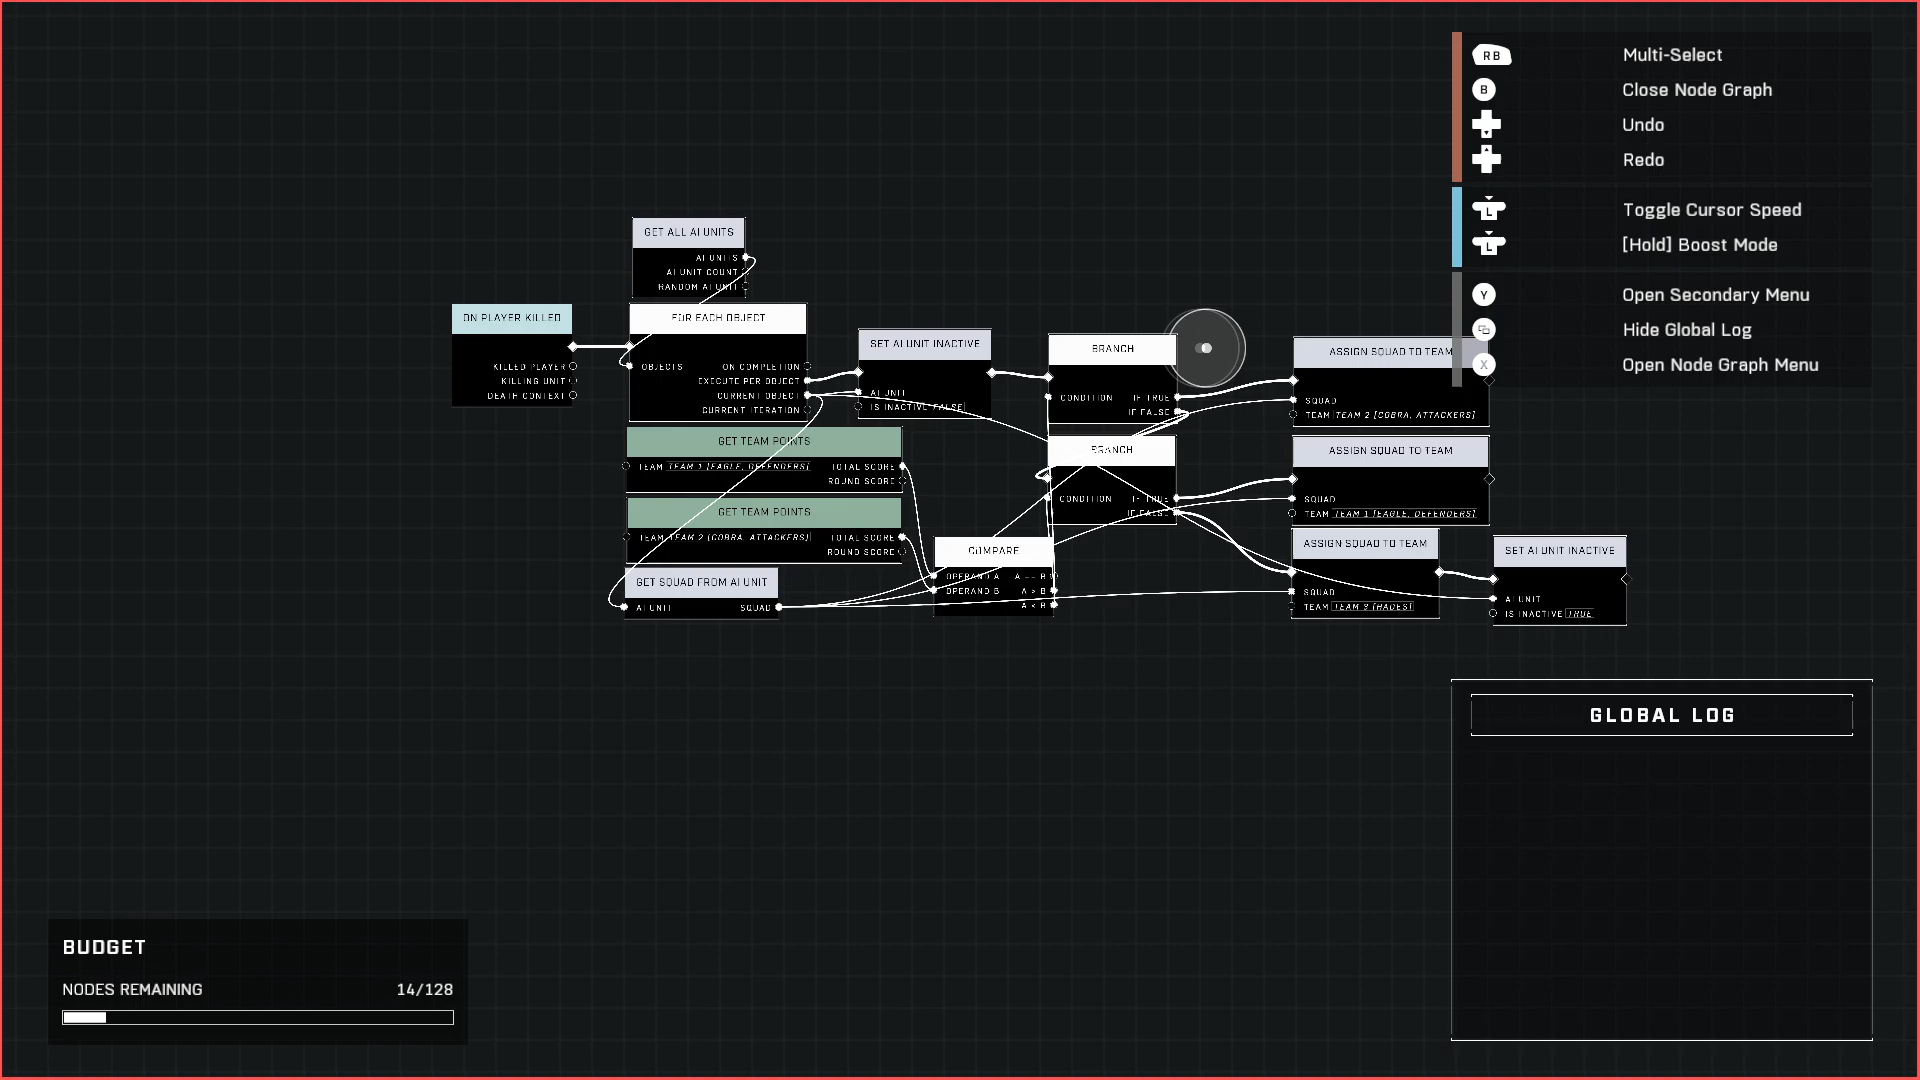 RB Multi-Select
B Close Node Graph
Undo
Redo
L Toggle Cursor Speed
L [Hold] Boost Mode
Y Open Secondary Menu
Hide Global Log
X Open Node Graph Menu
GET ALL AI UNITS
AI UNITS
AI UNIT COUNT
RANDOM AI UNIT
ON PLAYER KILLED
KILLED PLAYER
KILLING UNIT
DEATH CONTEXT
FOR EACH OBJECT
OBJECTS ON COMPLETION
EXECUTE PER OBJECT
CURRENT OBJECT
CURRENT ITERATION
SET AI UNIT INACTIVE
AI UNIT
IS INACTIVE FALSE
BRANCH
CONDITION IF TRUE
IF FALSE
ASSIGN SQUAD TO TEAM
SQUAD
TEAM TEAM 2 [COBRA, ATTACKERS]
GET TEAM POINTS
TEAM TEAM 1 [EAGLE, DEFENDERS] TOTAL SCORE
ROUND SCORE
BRANCH
CONDITION IF TRUE
IF FALSE
ASSIGN SQUAD TO TEAM
SQUAD
TEAM TEAM 1 [EAGLE, DEFENDERS]
GET TEAM POINTS
TEAM TEAM 2 [COBRA, ATTACKERS] TOTAL SCORE
ROUND SCORE
COMPARE
OPERAND A A == B
OPERAND B A > B
A < B
ASSIGN SQUAD TO TEAM
SQUAD
TEAM TEAM 3 [HADES]
SET AI UNIT INACTIVE
AI UNIT
IS INACTIVE TRUE
GET SQUAD FROM AI UNIT
AI UNIT SQUAD
GLOBAL LOG
BUDGET
NODES REMAINING 14/128